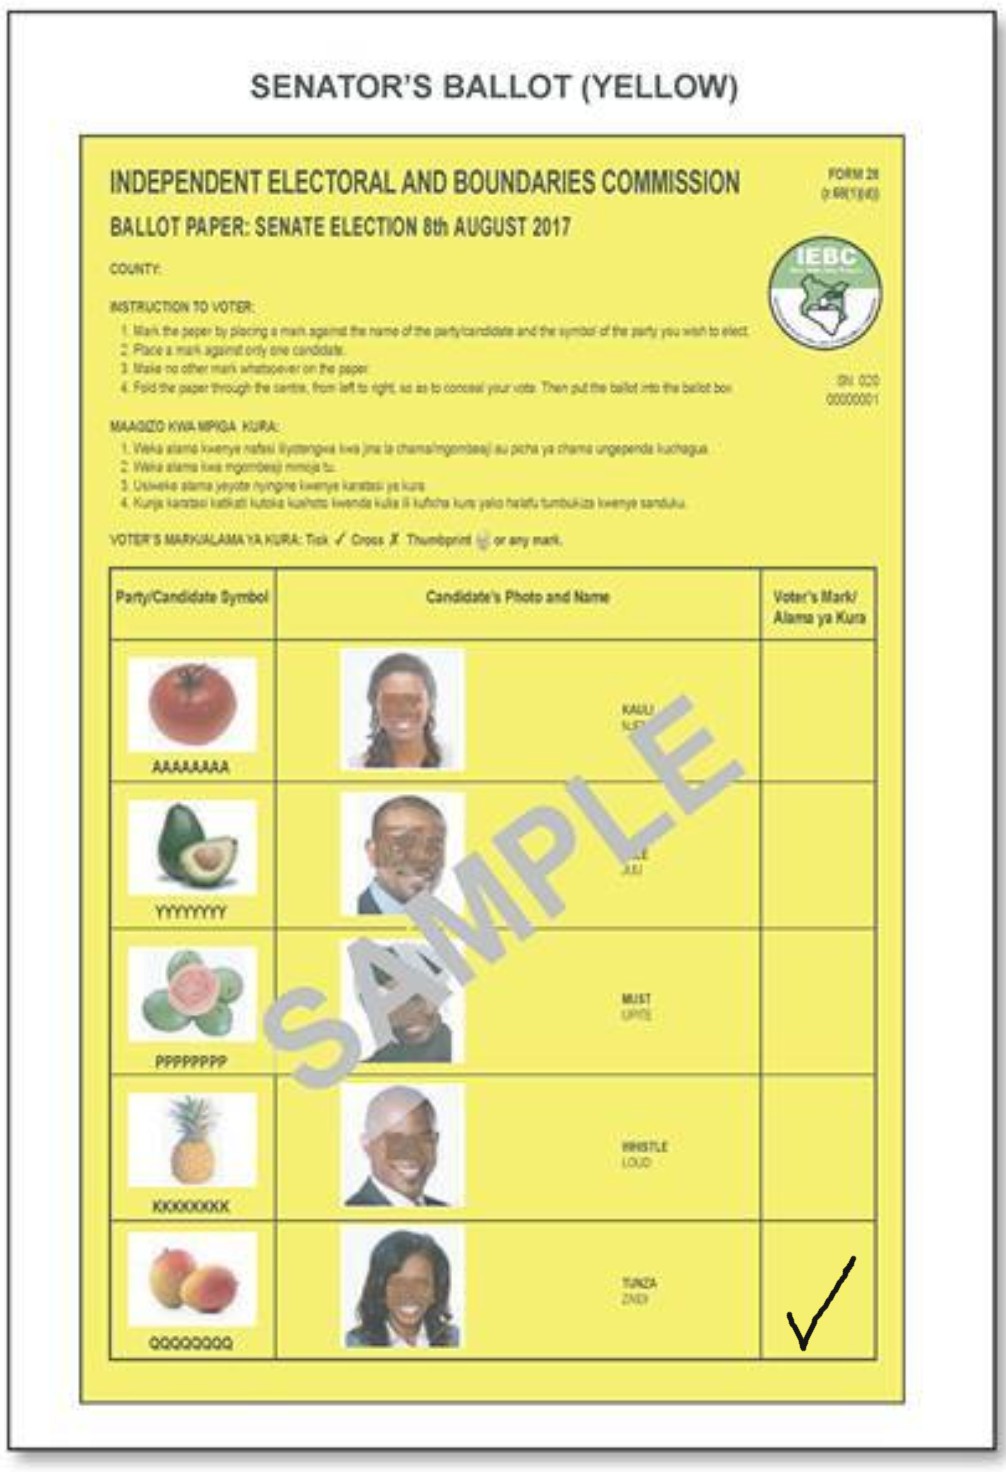 SENATOR'S BALLOT (YELLOW)
INDEPENDENT ELECTORAL AND BOUNDARIES COMMISSION
FORM 28
BALLOT PAPER: SENATE ELECTION 8th AUGUST 2017
COUNTY:
IEBC
INSTRUCTION TO VOTER:
1. Mark the paper by placing a mark against the name of the party/candidate and the symbol of the party you wish to elect.
2. Place a mark against only one candidate.
3. Make no other mark whatsoever on the paper.
4. Fold the paper through the centre, from left to right, so as to conceal your vote. Then put the ballot into the ballot box
SN. 020
00000001
MAAGIZO KWA MPIGA KURA:
1. Weka alama kwenye nafasi iliyotengwa kwa jina la chama/mgombeaji au picha ya chama ungependa kuchagua.
2. Weka alama kwa mgombeaji mmoja tu.
3. Usiweke alama yeyote nyingine kwenye karatasi ya kura
4. Kunja karatasi katikati kutoka kushoto kwenda kulia ili kuficha kura yako halafu tumbukiza kwenye sanduku.
VOTER'S MARK/ALAMA YA KURA: Tick ✓ Cross ✗ Thumbprint or any mark.
Party/Candidate Symbol
Candidate's Photo and Name
Voter's Mark/
Alama ya Kura
KAULI
AAAAAAAA
JUU
YYYYYYYY
MUST
UPITE
PPPPPPPP
WHISTLE
LOUD
KKKKKKKK
TUNZA
QQQQQQQQ
SAMPLE